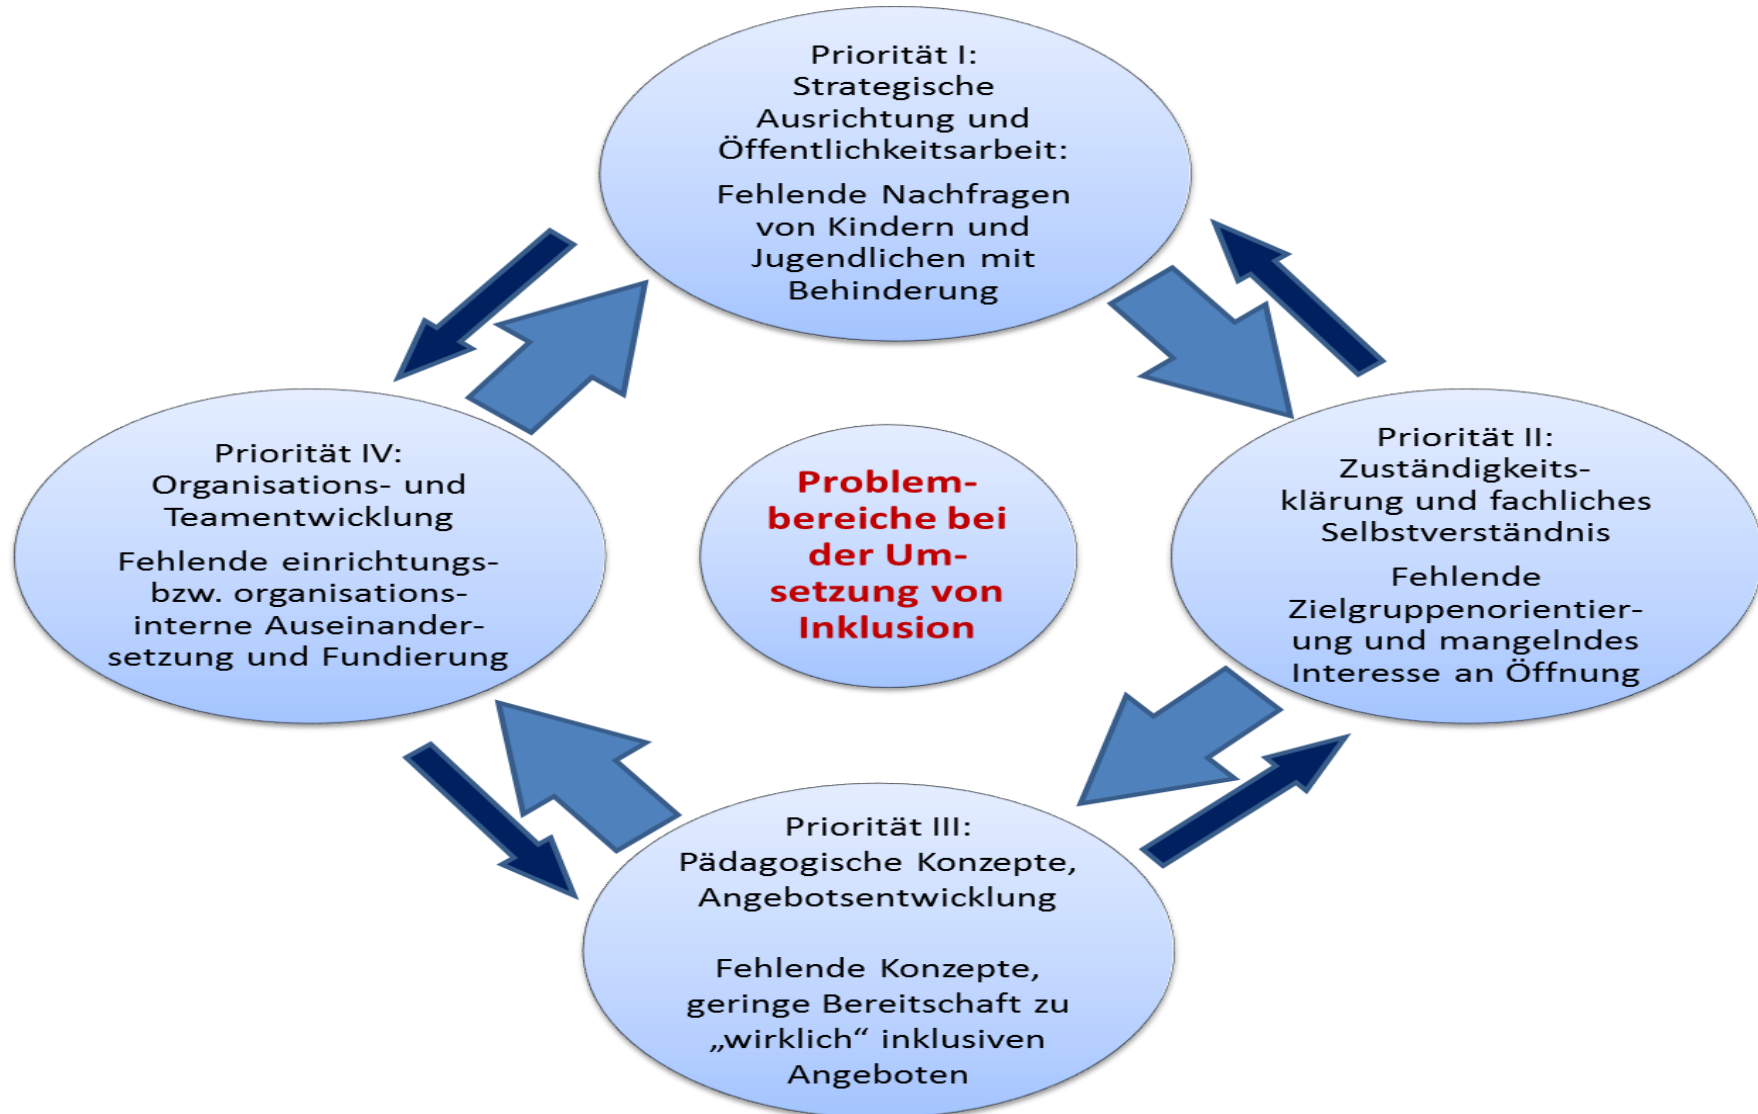 Priorität I:
Strategische
Ausrichtung und
Öffentlichkeitsarbeit:
Fehlende Nachfragen
von Kindern und
Jugendlichen mit
Behinderung
Priorität IV:
Organisations- und
Teamentwicklung
Fehlende einrichtungs-
bzw. organisations-
interne Auseinander-
setzung und Fundierung
Problem-
bereiche bei
der Um-
setzung von
Inklusion
Priorität II:
Zuständigkeits-
klärung und fachliches
Selbstverständnis
Fehlende
Zielgruppenorientier-
ung und mangelndes
Interesse an Öffnung
Priorität III:
Pädagogische Konzepte,
Angebotsentwicklung
Fehlende Konzepte,
geringe Bereitschaft zu
„wirklich“ inklusiven
Angeboten